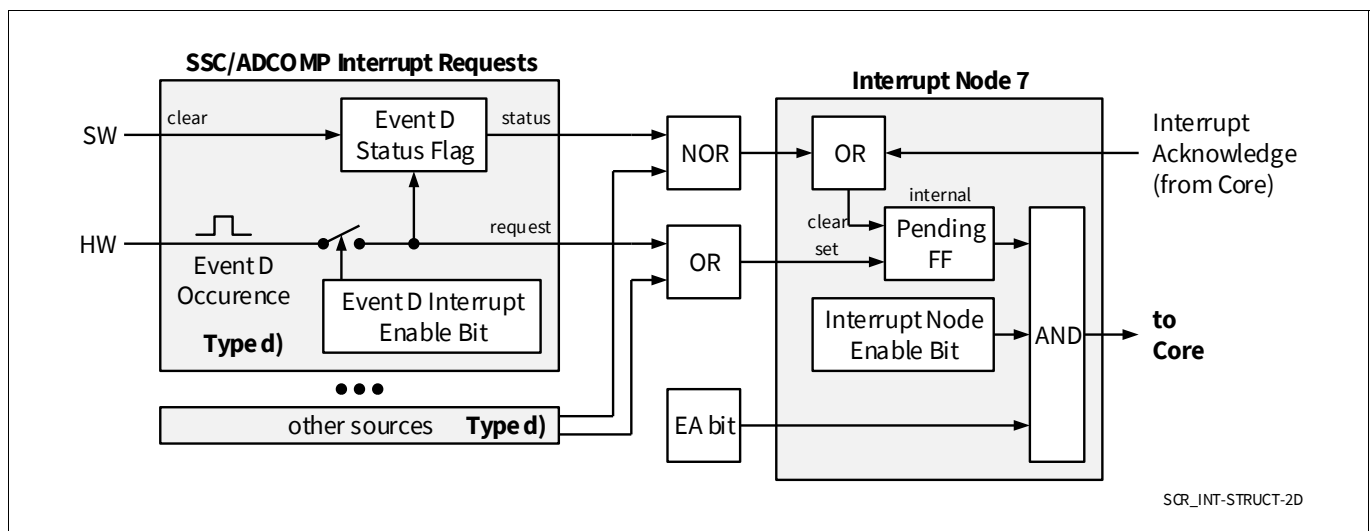 SSC/ADCOMP Interrupt Requests
SW
clear
Event D
Status Flag
status
HW
Event D
Occurence
request
Event D Interrupt
Enable Bit
Type d)
other sources Type d)
NOR
OR
EA bit
Interrupt Node 7
OR
Interrupt
Acknowledge
(from Core)
internal
clear
set
Pending
FF
Interrupt Node
Enable Bit
AND
to
Core
SCR_INT-STRUCT-2D